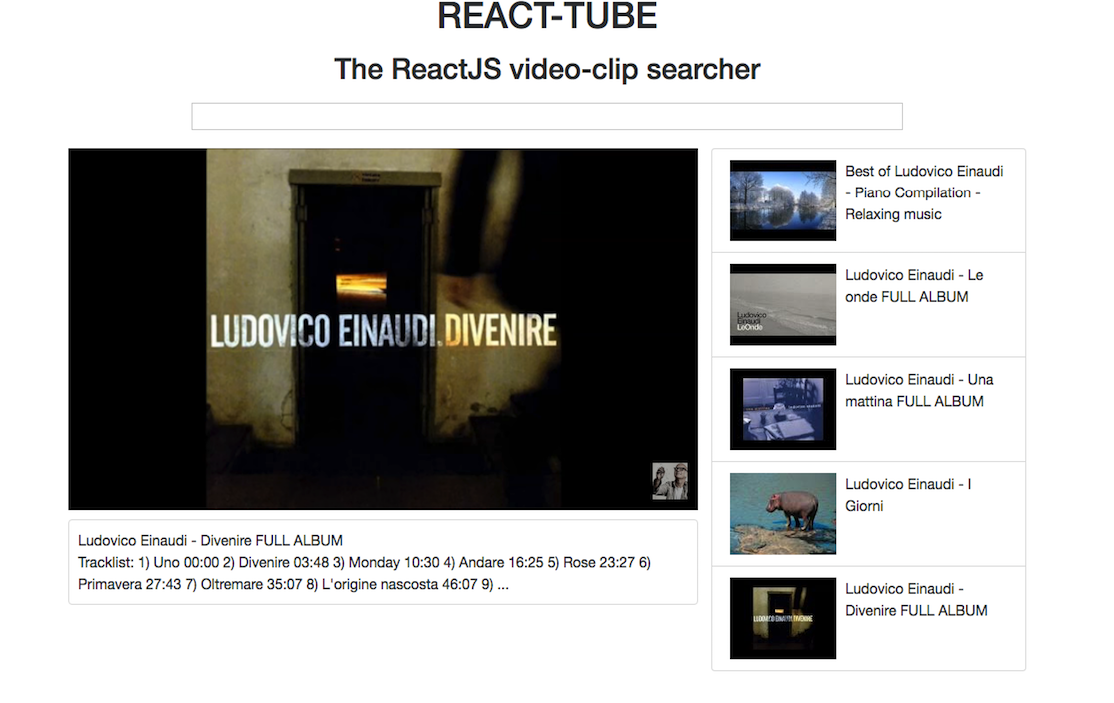 REACT-TUBE
The ReactJS video-clip searcher
LUDOVICO EINAUDI.DIVENIRE
Ludovico Einaudi - Divenire FULL ALBUM
Tracklist: 1) Uno 00:00 2) Divenire 03:48 3) Monday 10:30 4) Andare 16:25 5) Rose 23:27 6)
Primavera 27:43 7) Oltremare 35:07 8) L'origine nascosta 46:07 9) ...
Best of Ludovico Einaudi
- Piano Compilation -
Relaxing music
Ludovico
Einaudi
LeOnde
Ludovico Einaudi - Le
onde FULL ALBUM
Ludovico Einaudi - Una
mattina FULL ALBUM
Ludovico Einaudi - I
Giorni
LUDOVICO EINAUDI.DIVENIRE
Ludovico Einaudi -
Divenire FULL ALBUM